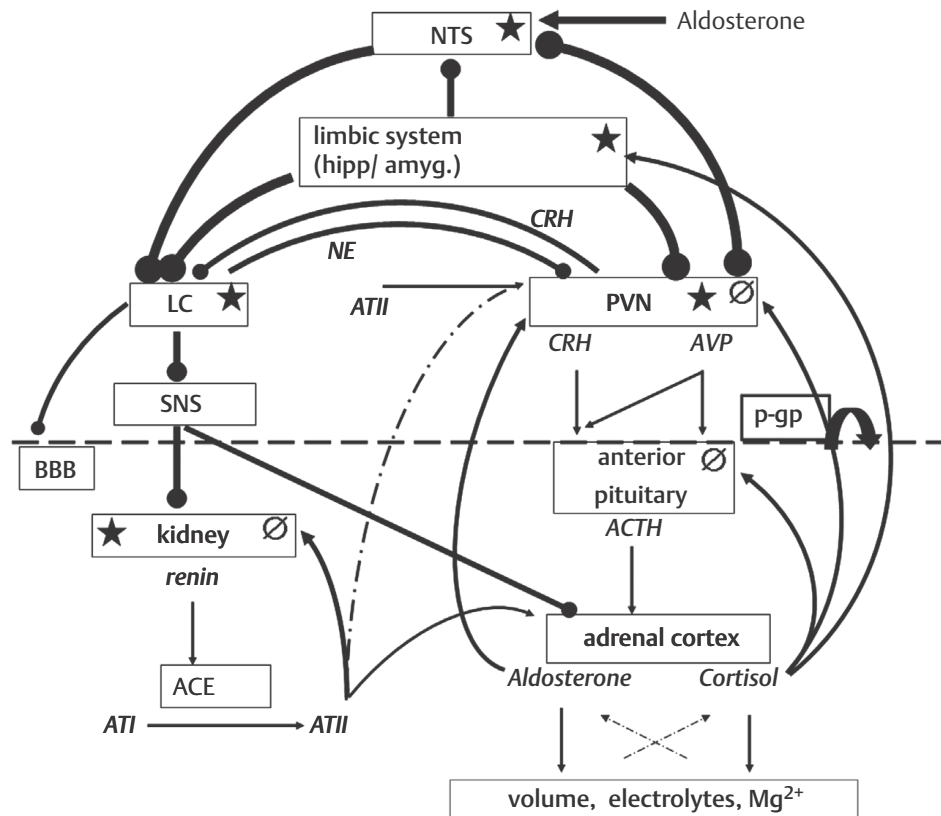 NTS
Aldosterone
limbic system
(hipp/ amyg.)
CRH
NE
LC
ATII
PVN
CRH
AVP
SNS
p-gp
BBB
anterior
pituitary
ACTH
kidney
renin
adrenal cortex
Aldosterone
Cortisol
ACE
ATI
ATII
volume, electrolytes, Mg²⁺